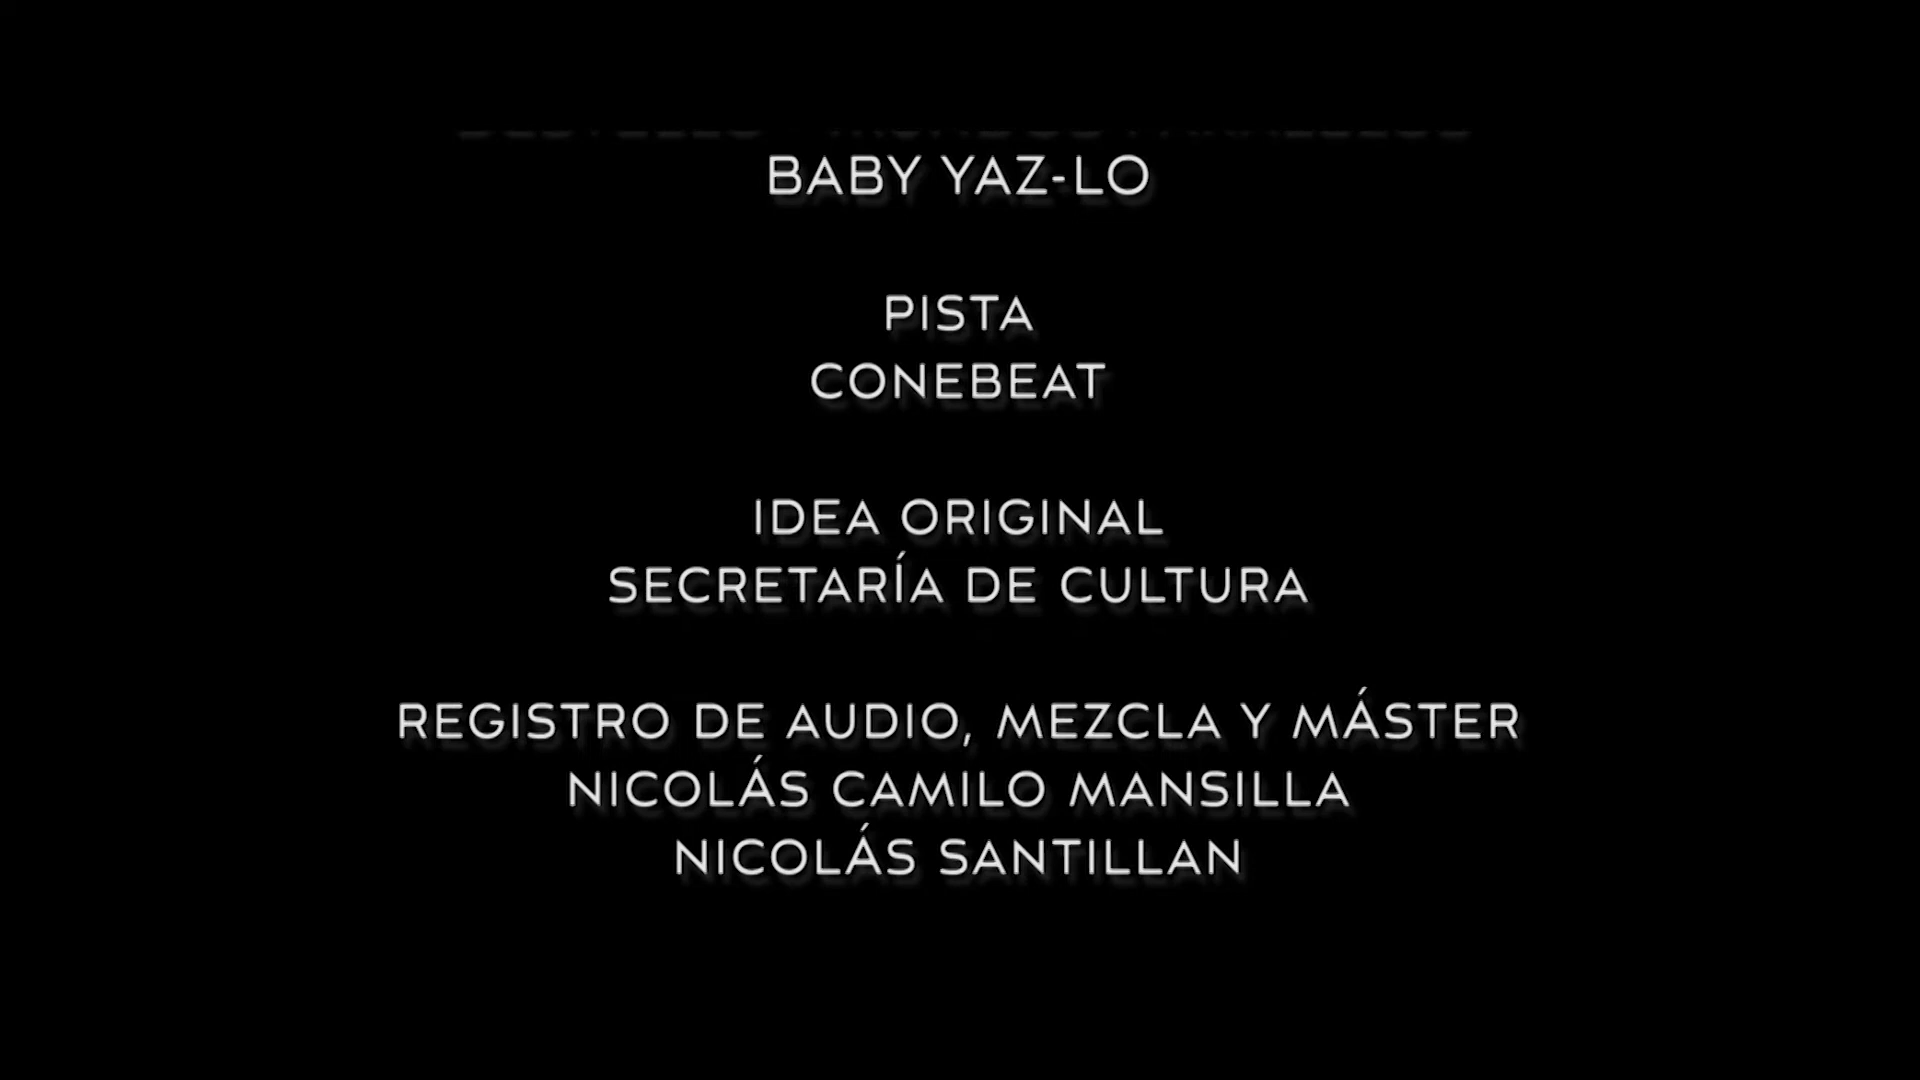 BABY YAZ-LO
PISTA
CONEBEAT
IDEA ORIGINAL
SECRETARÍA DE CULTURA
REGISTRO DE AUDIO, MEZCLA Y MÁSTER
NICOLÁS CAMILO MANSILLA
NICOLÁS SANTILLAN